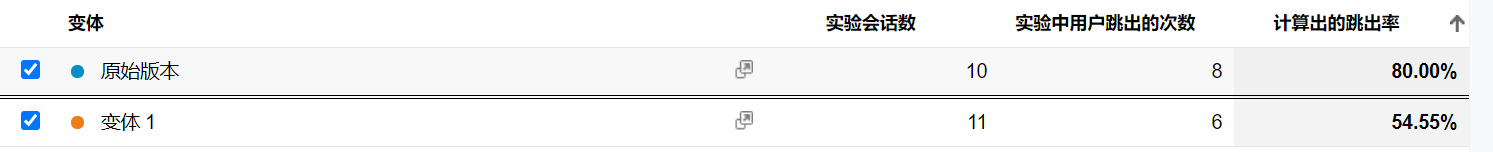 变体 实验会话数 实验中用户跳出的次数 计算出的跳出率
原始版本 10 8 80.00%
变体 1 11 6 54.55%